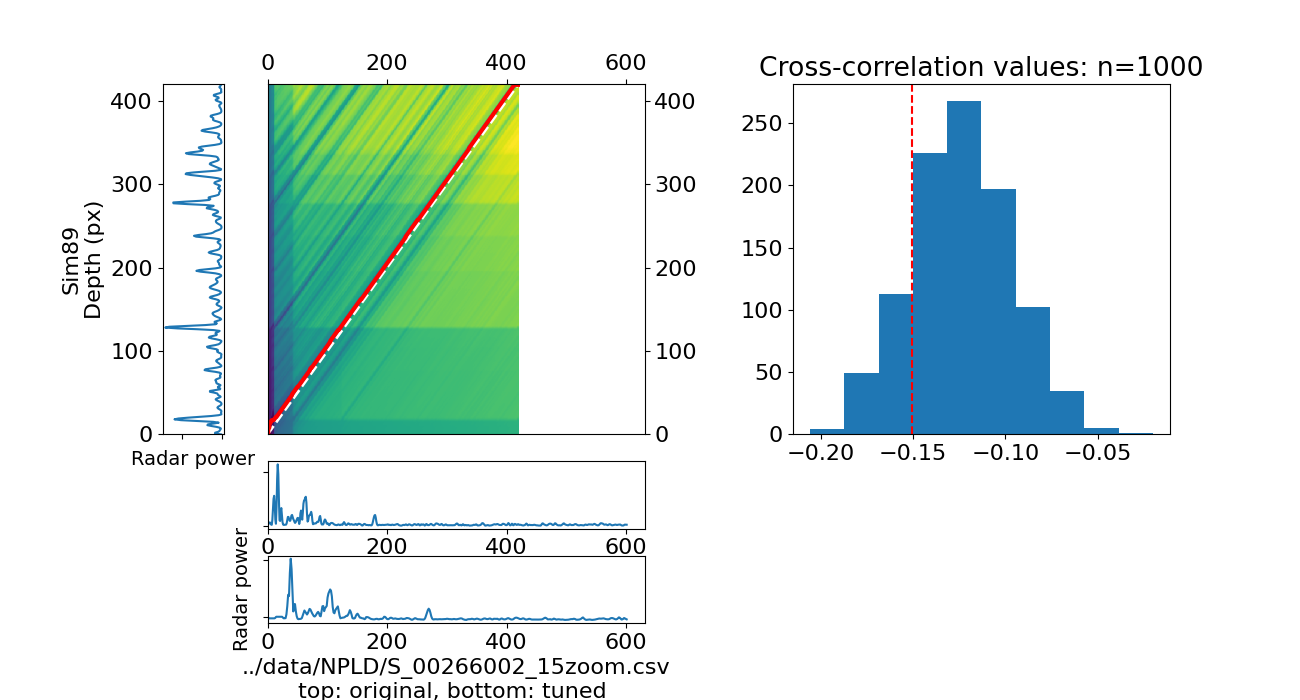 0 200 400 600
Cross-correlation values: n=1000
400
300
200
100
0
Sim89
Depth (px)
400
300
200
100
0
250
200
150
100
50
0
−0.20 −0.15 −0.10 −0.05
Radar power
0 200 400 600
Radar power
0 200 400 600
../data/NPLD/S_00266002_15zoom.csv
top: original, bottom: tuned